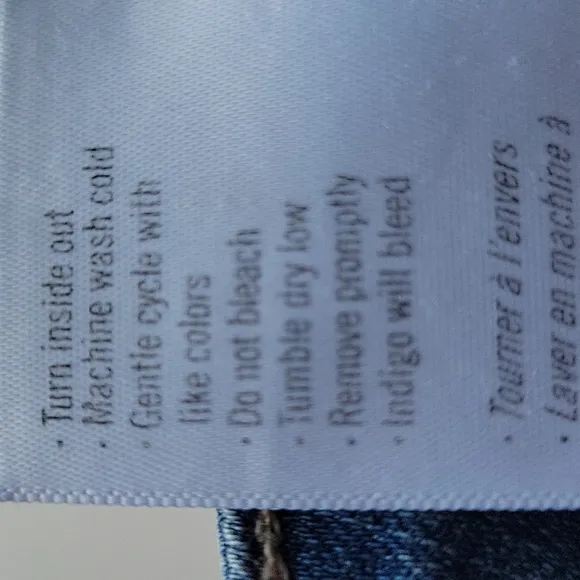 • Turn inside out
• Machine wash cold
• Gentle cycle with
like colors
• Do not bleach
• Tumble dry low
• Remove promptly
• Indigo will bleed
• Tourner à l'envers
• Laver en machine à